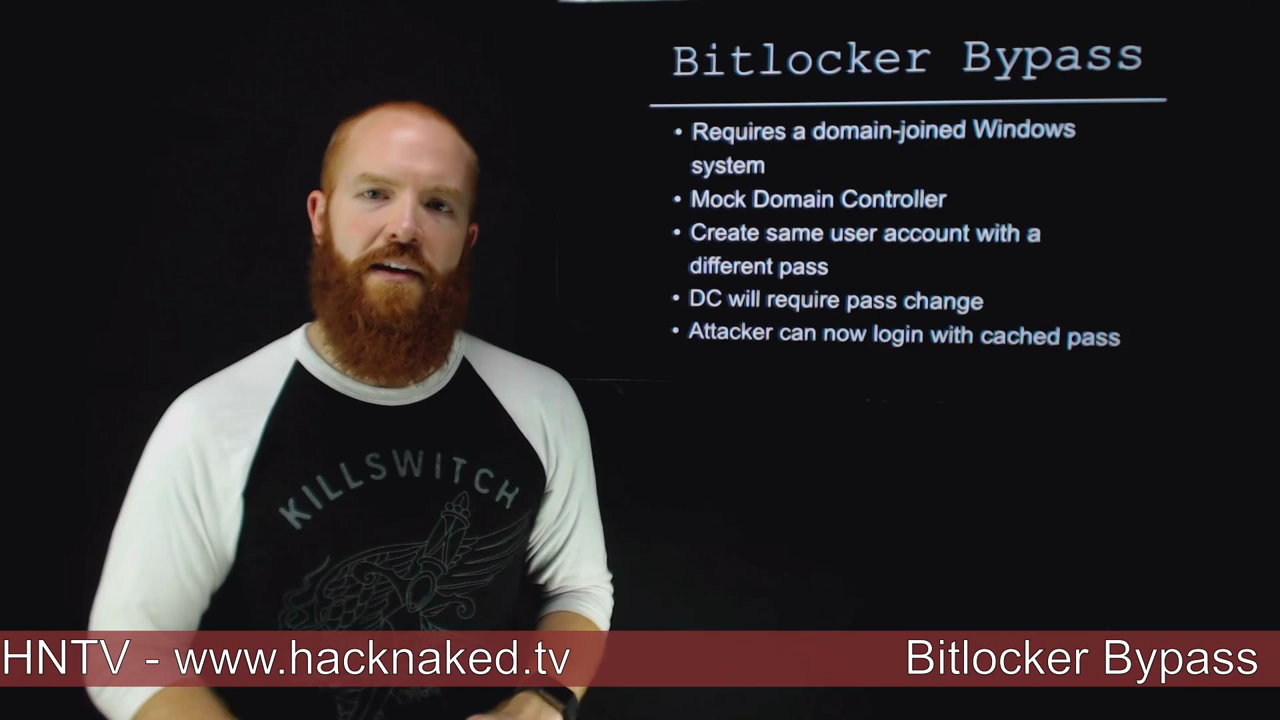 Bitlocker Bypass
• Requires a domain-joined Windows
system
• Mock Domain Controller
• Create same user account with a
different pass
• DC will require pass change
• Attacker can now login with cached pass
KILLSWITCH
HNTV - www.hacknaked.tv
Bitlocker Bypass